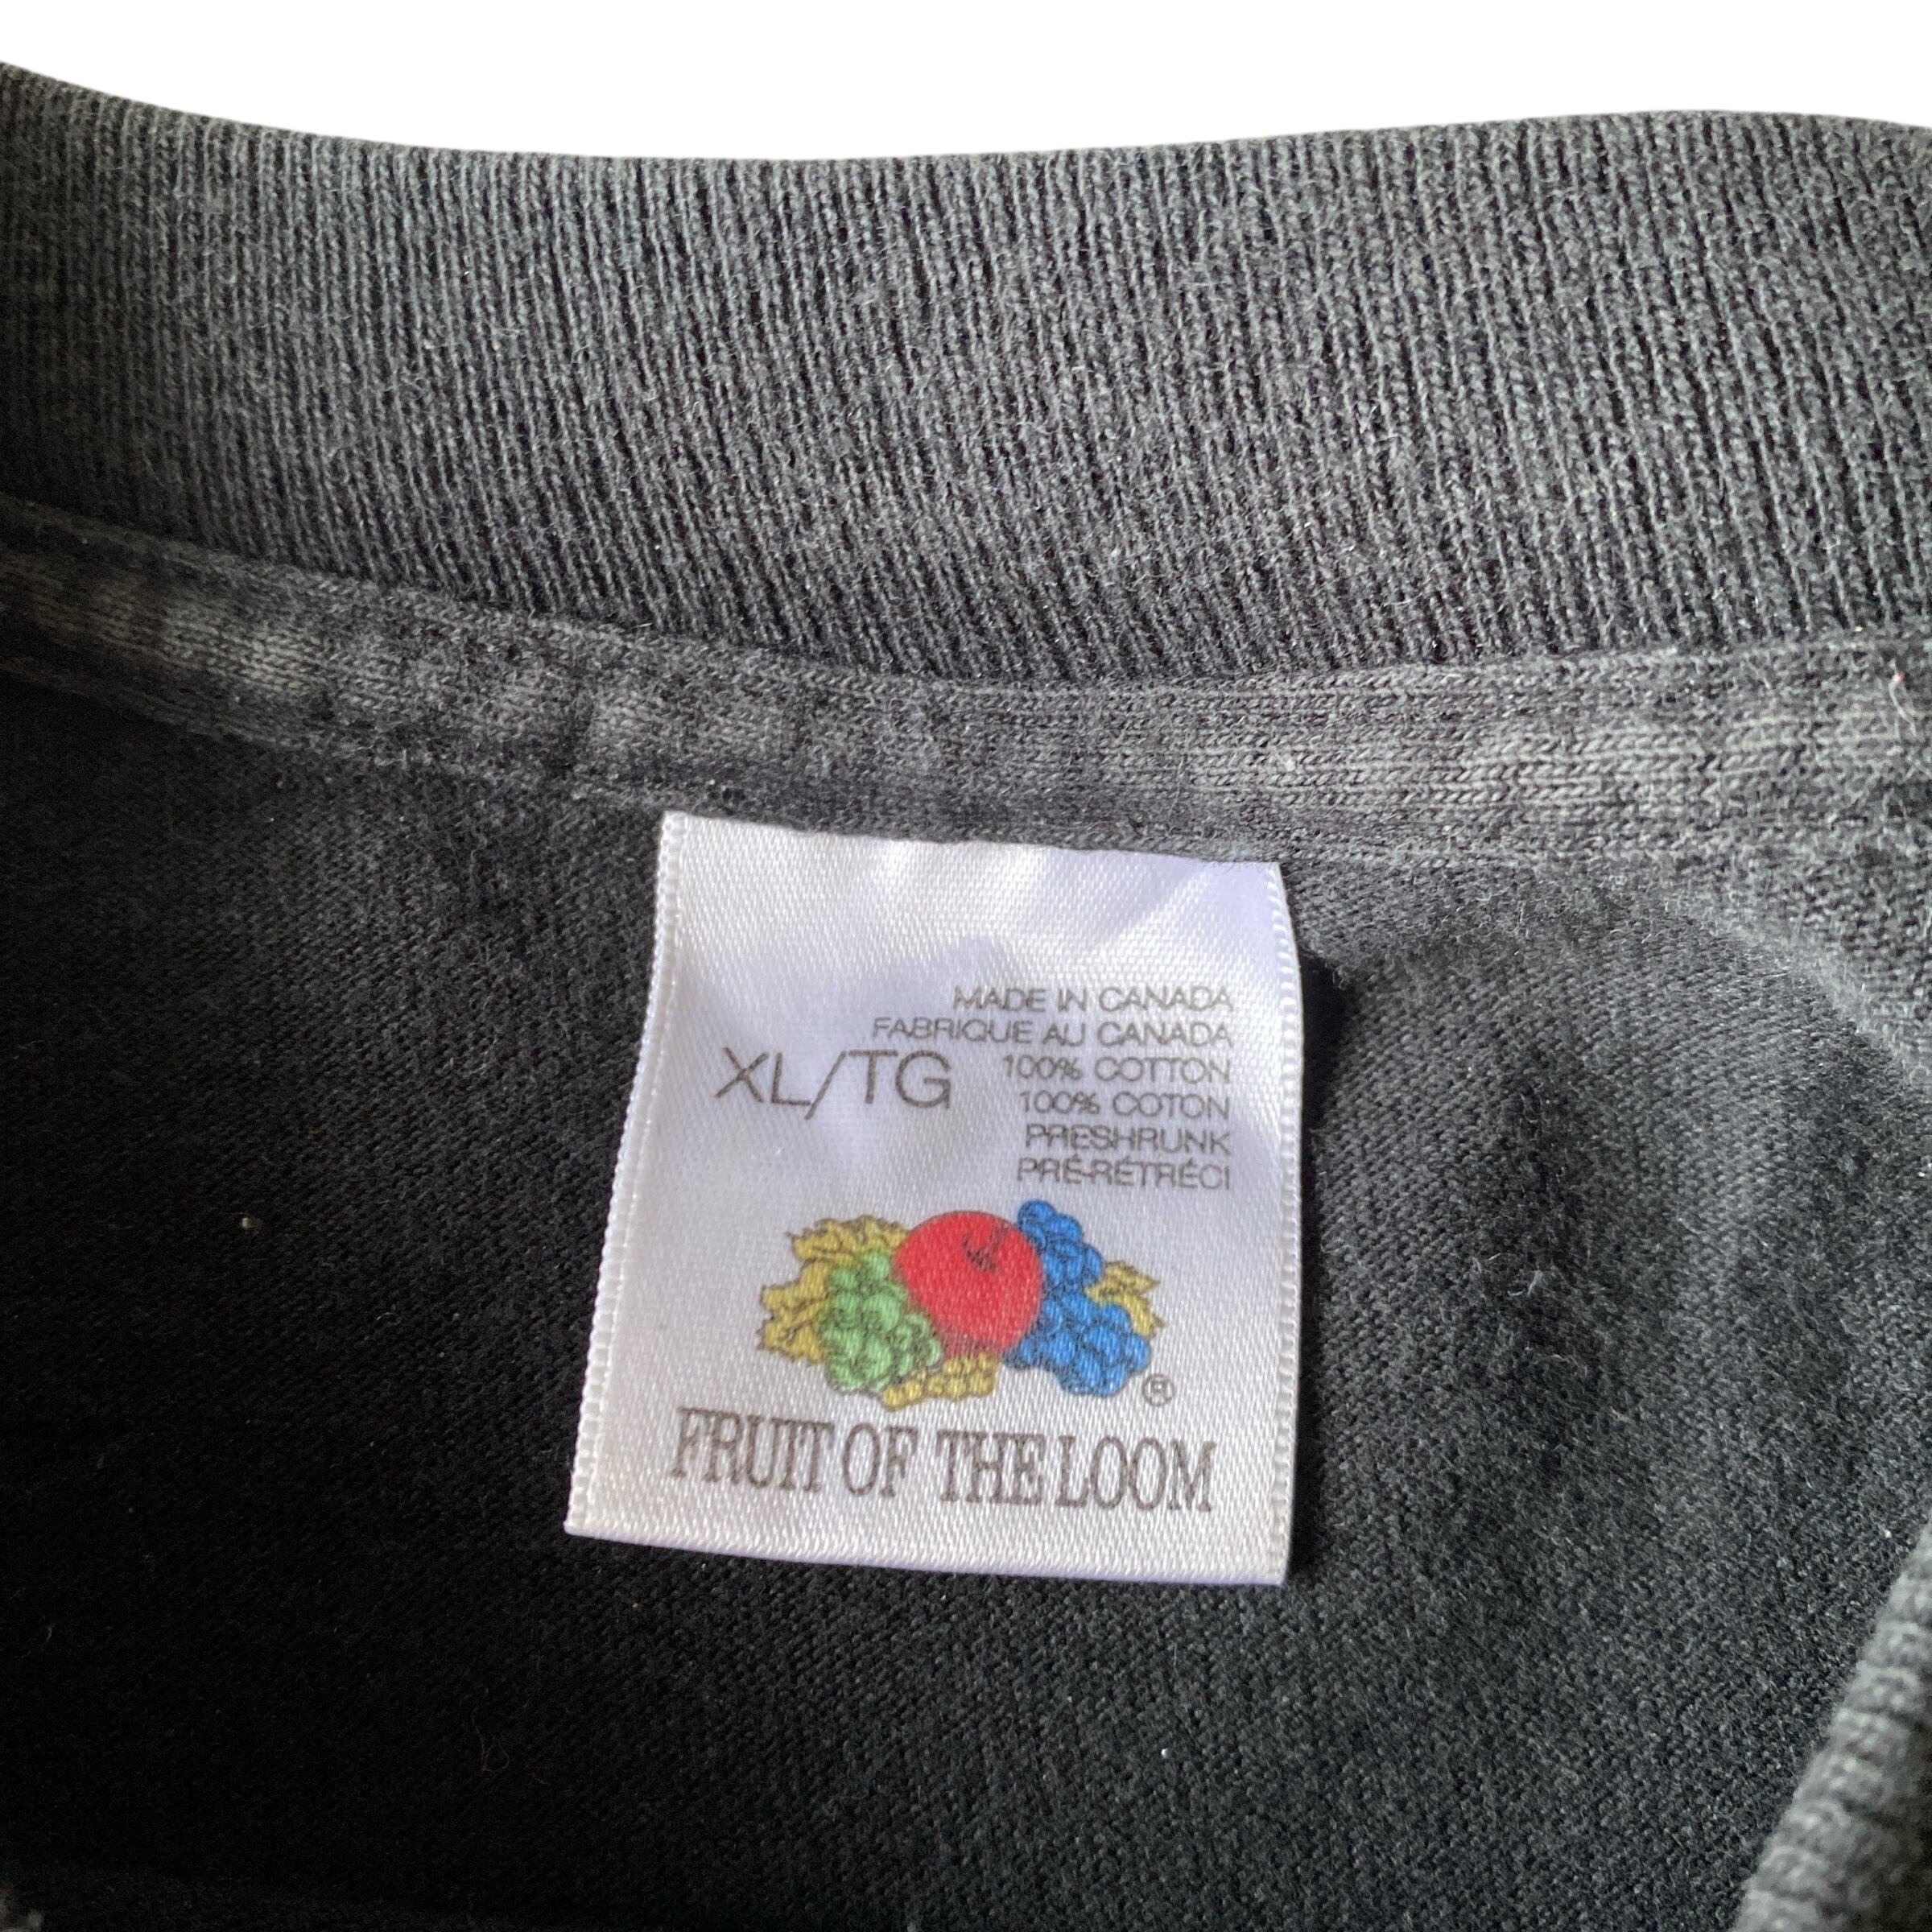 MADE IN CANADA
FABRIQUE AU CANADA
XL/TG
100% COTTON
100% COTON
PRESHRUNK
PRÉ-RÉTRÉCI
®
FRUIT OF THE LOOM